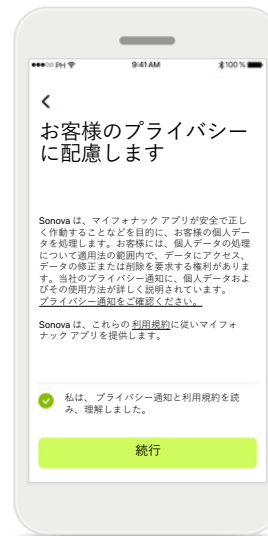 ●●●○○ PH 9:41 AM 100 %
お客様のプライバシー
に配慮します
Sonova は、マイフォナック アプリが安全で正し
く作動することなどを目的に、お客様の個人デー
タを処理します。お客様には、個人データの処理
について適用法の範囲内で、データにアクセス、
データの修正または削除を要求する権利がありま
す。当社のプライバシー通知に、個人データおよ
びその使用方法が詳しく説明されています。
プライバシー通知をご確認ください。
Sonova は、これらの 利用規約に従いマイフォ
ナック アプリを提供します。
私は、 プライバシー通知と利用規約を読
み、理解しました。
続行